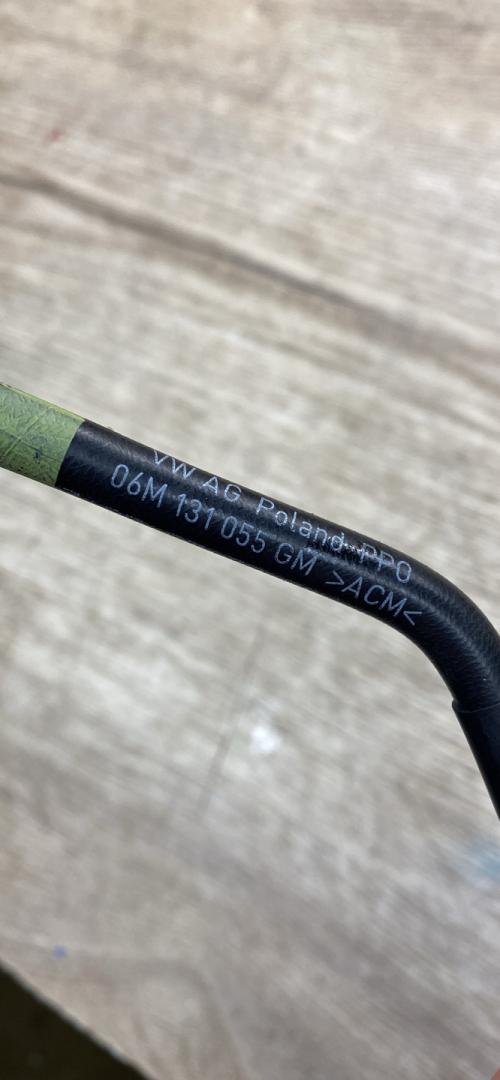 VW AG Poland PPO
06M 131 055 GM >ACM<